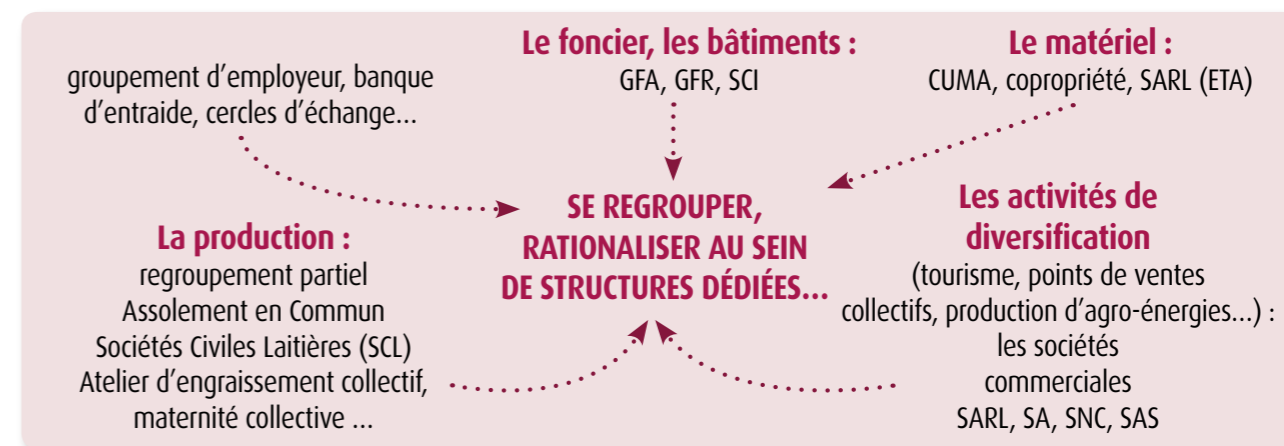 groupement d'employeur, banque
d'entraide, cercles d'échange...
Le foncier, les bâtiments :
GFA, GFR, SCI
Le matériel :
CUMA, copropriété, SARL (ETA)
SE REGROUPER,
RATIONALISER AU SEIN
DE STRUCTURES DÉDIÉES...
La production :
regroupement partiel
Assolement en Commun
Sociétés Civiles Laitières (SCL)
Atelier d'engraissement collectif,
maternité collective ...
Les activités de
diversification
(tourisme, points de ventes
collectifs, production d'agro-énergies...) :
les sociétés
commerciales
SARL, SA, SNC, SAS